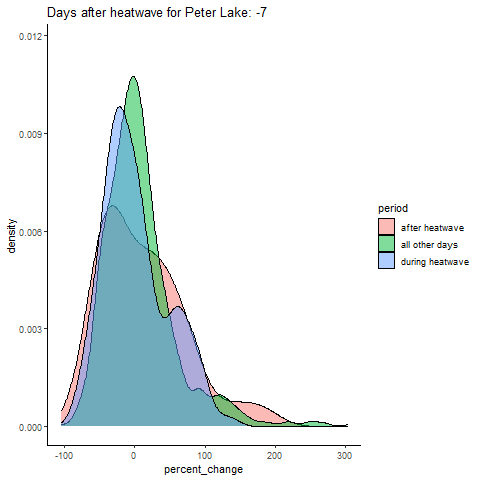 Days after heatwave for Peter Lake: -7
0.012
0.009
0.006
0.003
0.000
density
-100 0 100 200 300
percent_change
period
after heatwave
all other days
during heatwave